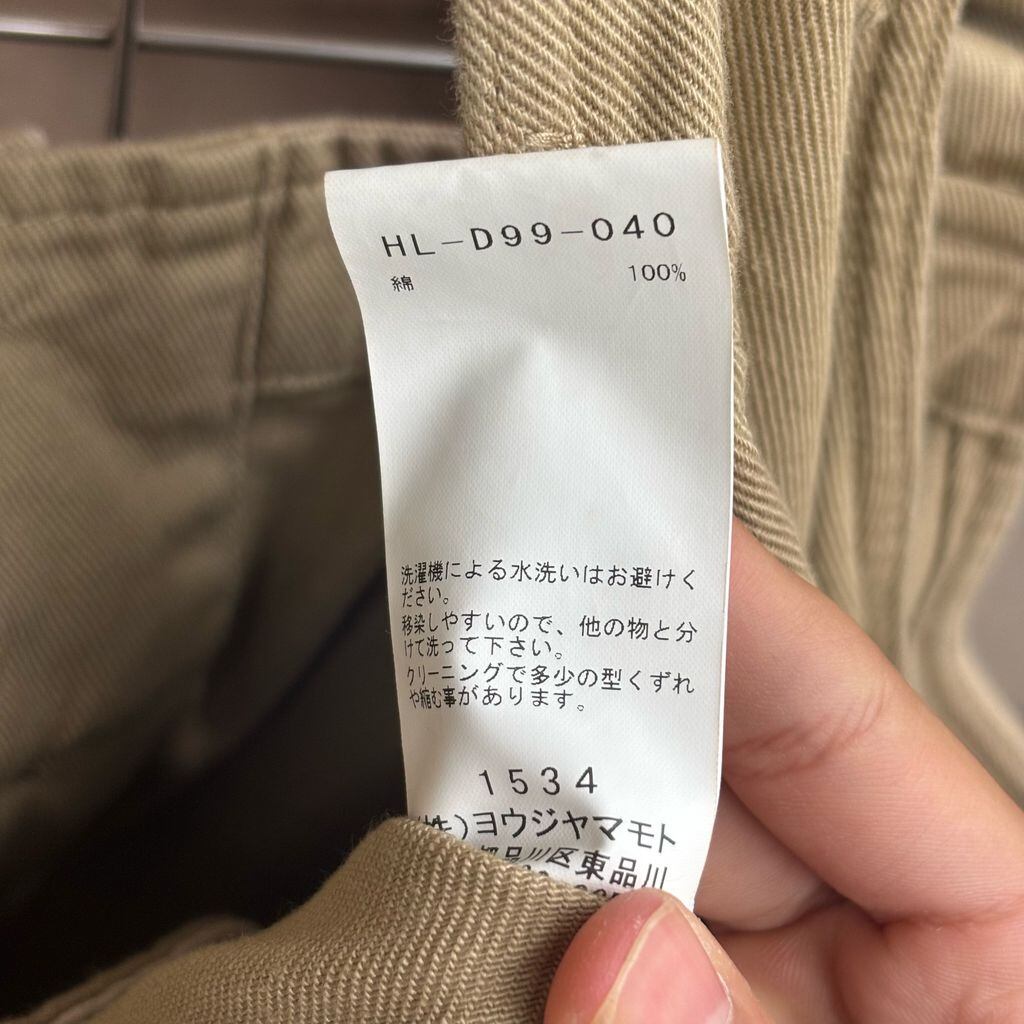 HL-D99-040
綿 100%
洗濯機による水洗いはお避けく
ださい。
移染しやすいので、他の物と分
けて洗って下さい。
クリーニングで多少の型くずれ
や縮む事があります。
1534
(株)ヨウジヤマモト
品川区東品川